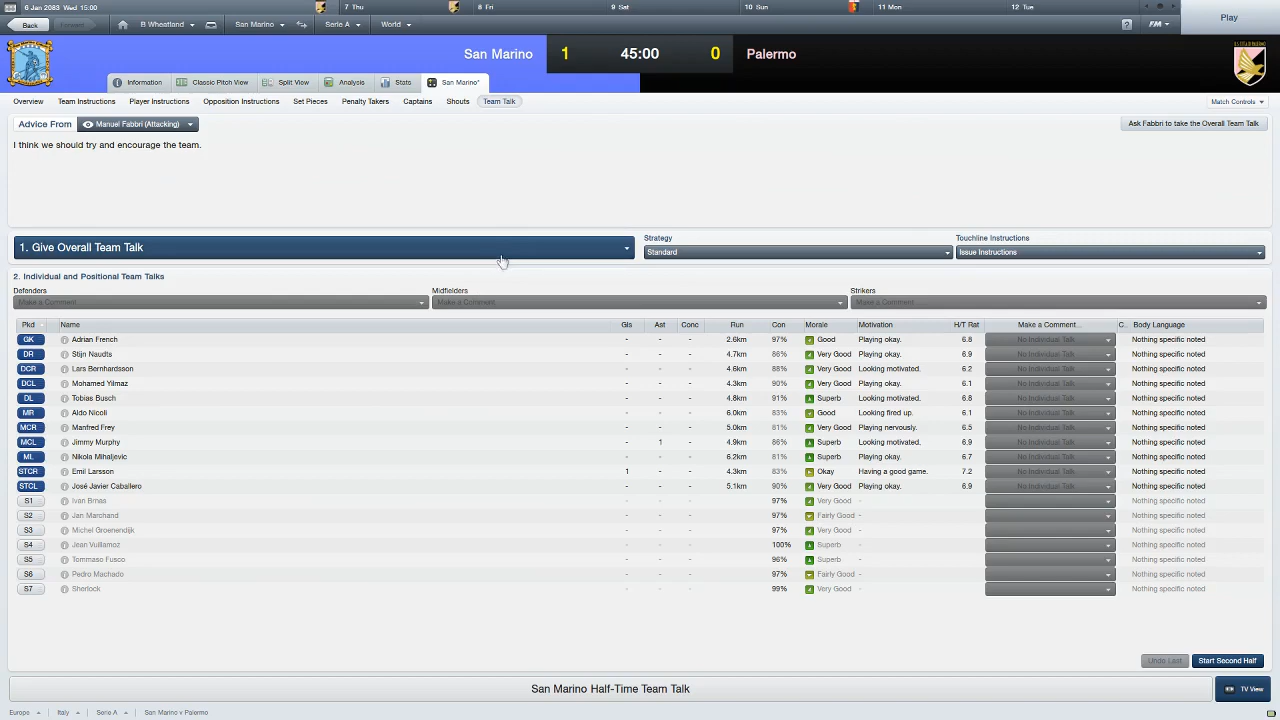 6 Jan 2083 Wed 15:00 7 Thu 8 Fri 9 Sat 10 Sun 11 Mon 12 Tue
Back Forward B Wheatland San Marino Serie A World ? FM Play
San Marino 1 45:00 0 Palermo
Information Classic Pitch View Split View Analysis Stats San Marino*
Overview Team Instructions Player Instructions Opposition Instructions Set Pieces Penalty Takers Captains Shouts Team Talk Match Controls
Advice From Manuel Fabbri (Attacking) Ask Fabbri to take the Overall Team Talk
I think we should try and encourage the team.
1. Give Overall Team Talk
Strategy Touchline Instructions
Standard Issue Instructions
2. Individual and Positional Team Talks
Defenders Midfielders Strikers
Make a Comment... Make a Comment... Make a Comment...
Pkd Name Gls Ast Conc Run Con Morale Motivation H/T Rat Make a Comment... C... Body Language
GK Adrian French - - - 2.6km 97% Good Playing okay. 6.8 No Individual Talk Nothing specific noted
DR Stijn Naudts - - - 4.7km 86% Very Good Playing okay. 6.9 No Individual Talk Nothing specific noted
DCR Lars Bernhardsson - - - 4.6km 88% Very Good Looking motivated. 6.2 No Individual Talk Nothing specific noted
DCL Mohamed Yilmaz - - - 4.3km 90% Very Good Playing okay. 6.1 No Individual Talk Nothing specific noted
DL Tobias Busch - - - 4.8km 91% Superb Looking motivated. 6.8 No Individual Talk Nothing specific noted
MR Aldo Nicoli - - - 6.0km 83% Good Looking fired up. 6.1 No Individual Talk Nothing specific noted
MCR Manfred Frey - - - 5.0km 81% Very Good Playing nervously. 6.5 No Individual Talk Nothing specific noted
MCL Jimmy Murphy - 1 - 4.9km 86% Superb Looking motivated. 6.9 No Individual Talk Nothing specific noted
ML Nikola Mihaljevic - - - 6.2km 81% Superb Playing okay. 6.7 No Individual Talk Nothing specific noted
STCR Emil Larsson 1 - - 4.3km 83% Okay Having a good game. 7.2 No Individual Talk Nothing specific noted
STCL José Javier Caballero - - - 5.1km 90% Very Good Playing okay. 6.9 No Individual Talk Nothing specific noted
S1 Ivan Brnas - - - 97% Very Good - Nothing specific noted
S2 Jan Marchand - - - 97% Fairly Good - Nothing specific noted
S3 Michel Groenendijk - - - 97% Very Good - Nothing specific noted
S4 Jean Vuillamoz - - - 100% Superb - Nothing specific noted
S5 Tommaso Fusco - - - 96% Superb - Nothing specific noted
S6 Pedro Machado - - - 97% Fairly Good - Nothing specific noted
S7 Sherlock - - - 99% Very Good - Nothing specific noted
Undo Last Start Second Half
San Marino Half-Time Team Talk TV View
Europe Italy Serie A San Marino v Palermo